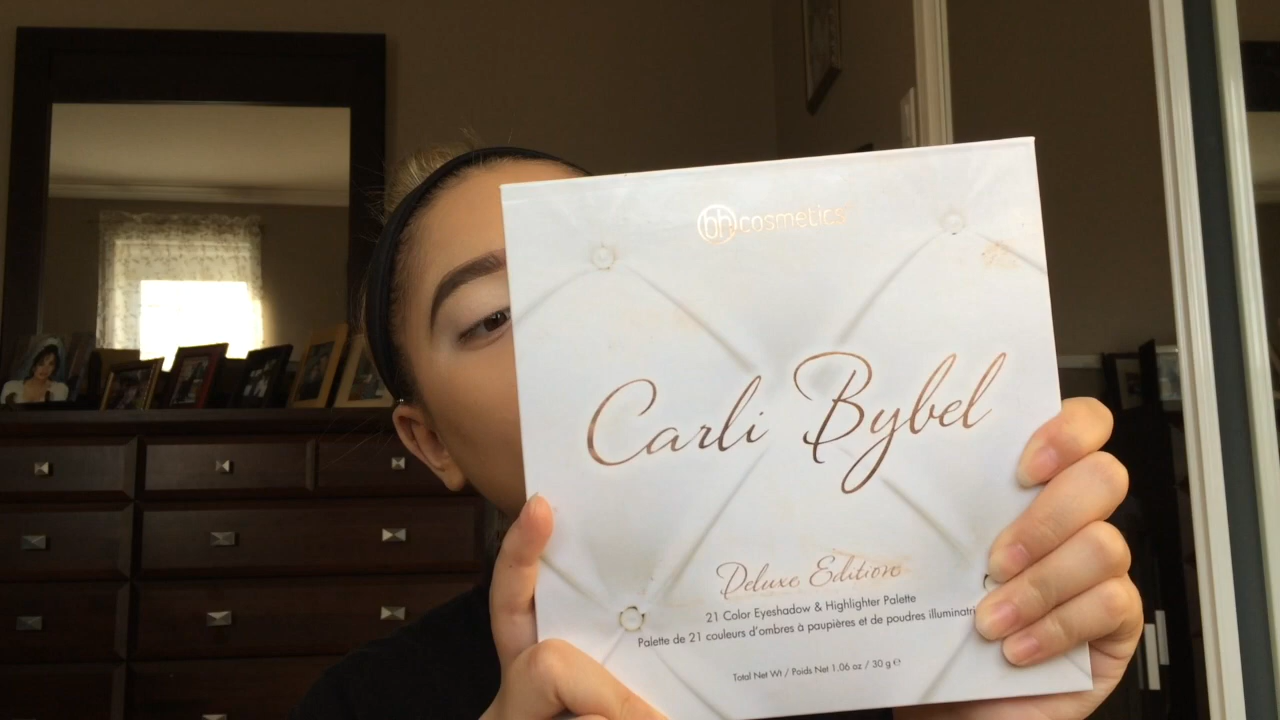 bh cosmetics
Carli Bybel
Deluxe Edition
21 Color Eyeshadow & Highlighter Palette
Palette de 21 couleurs d'ombres à paupières et de poudres illuminatri
Total Net Wt / Poids Net 1.06 oz / 30 g ℮